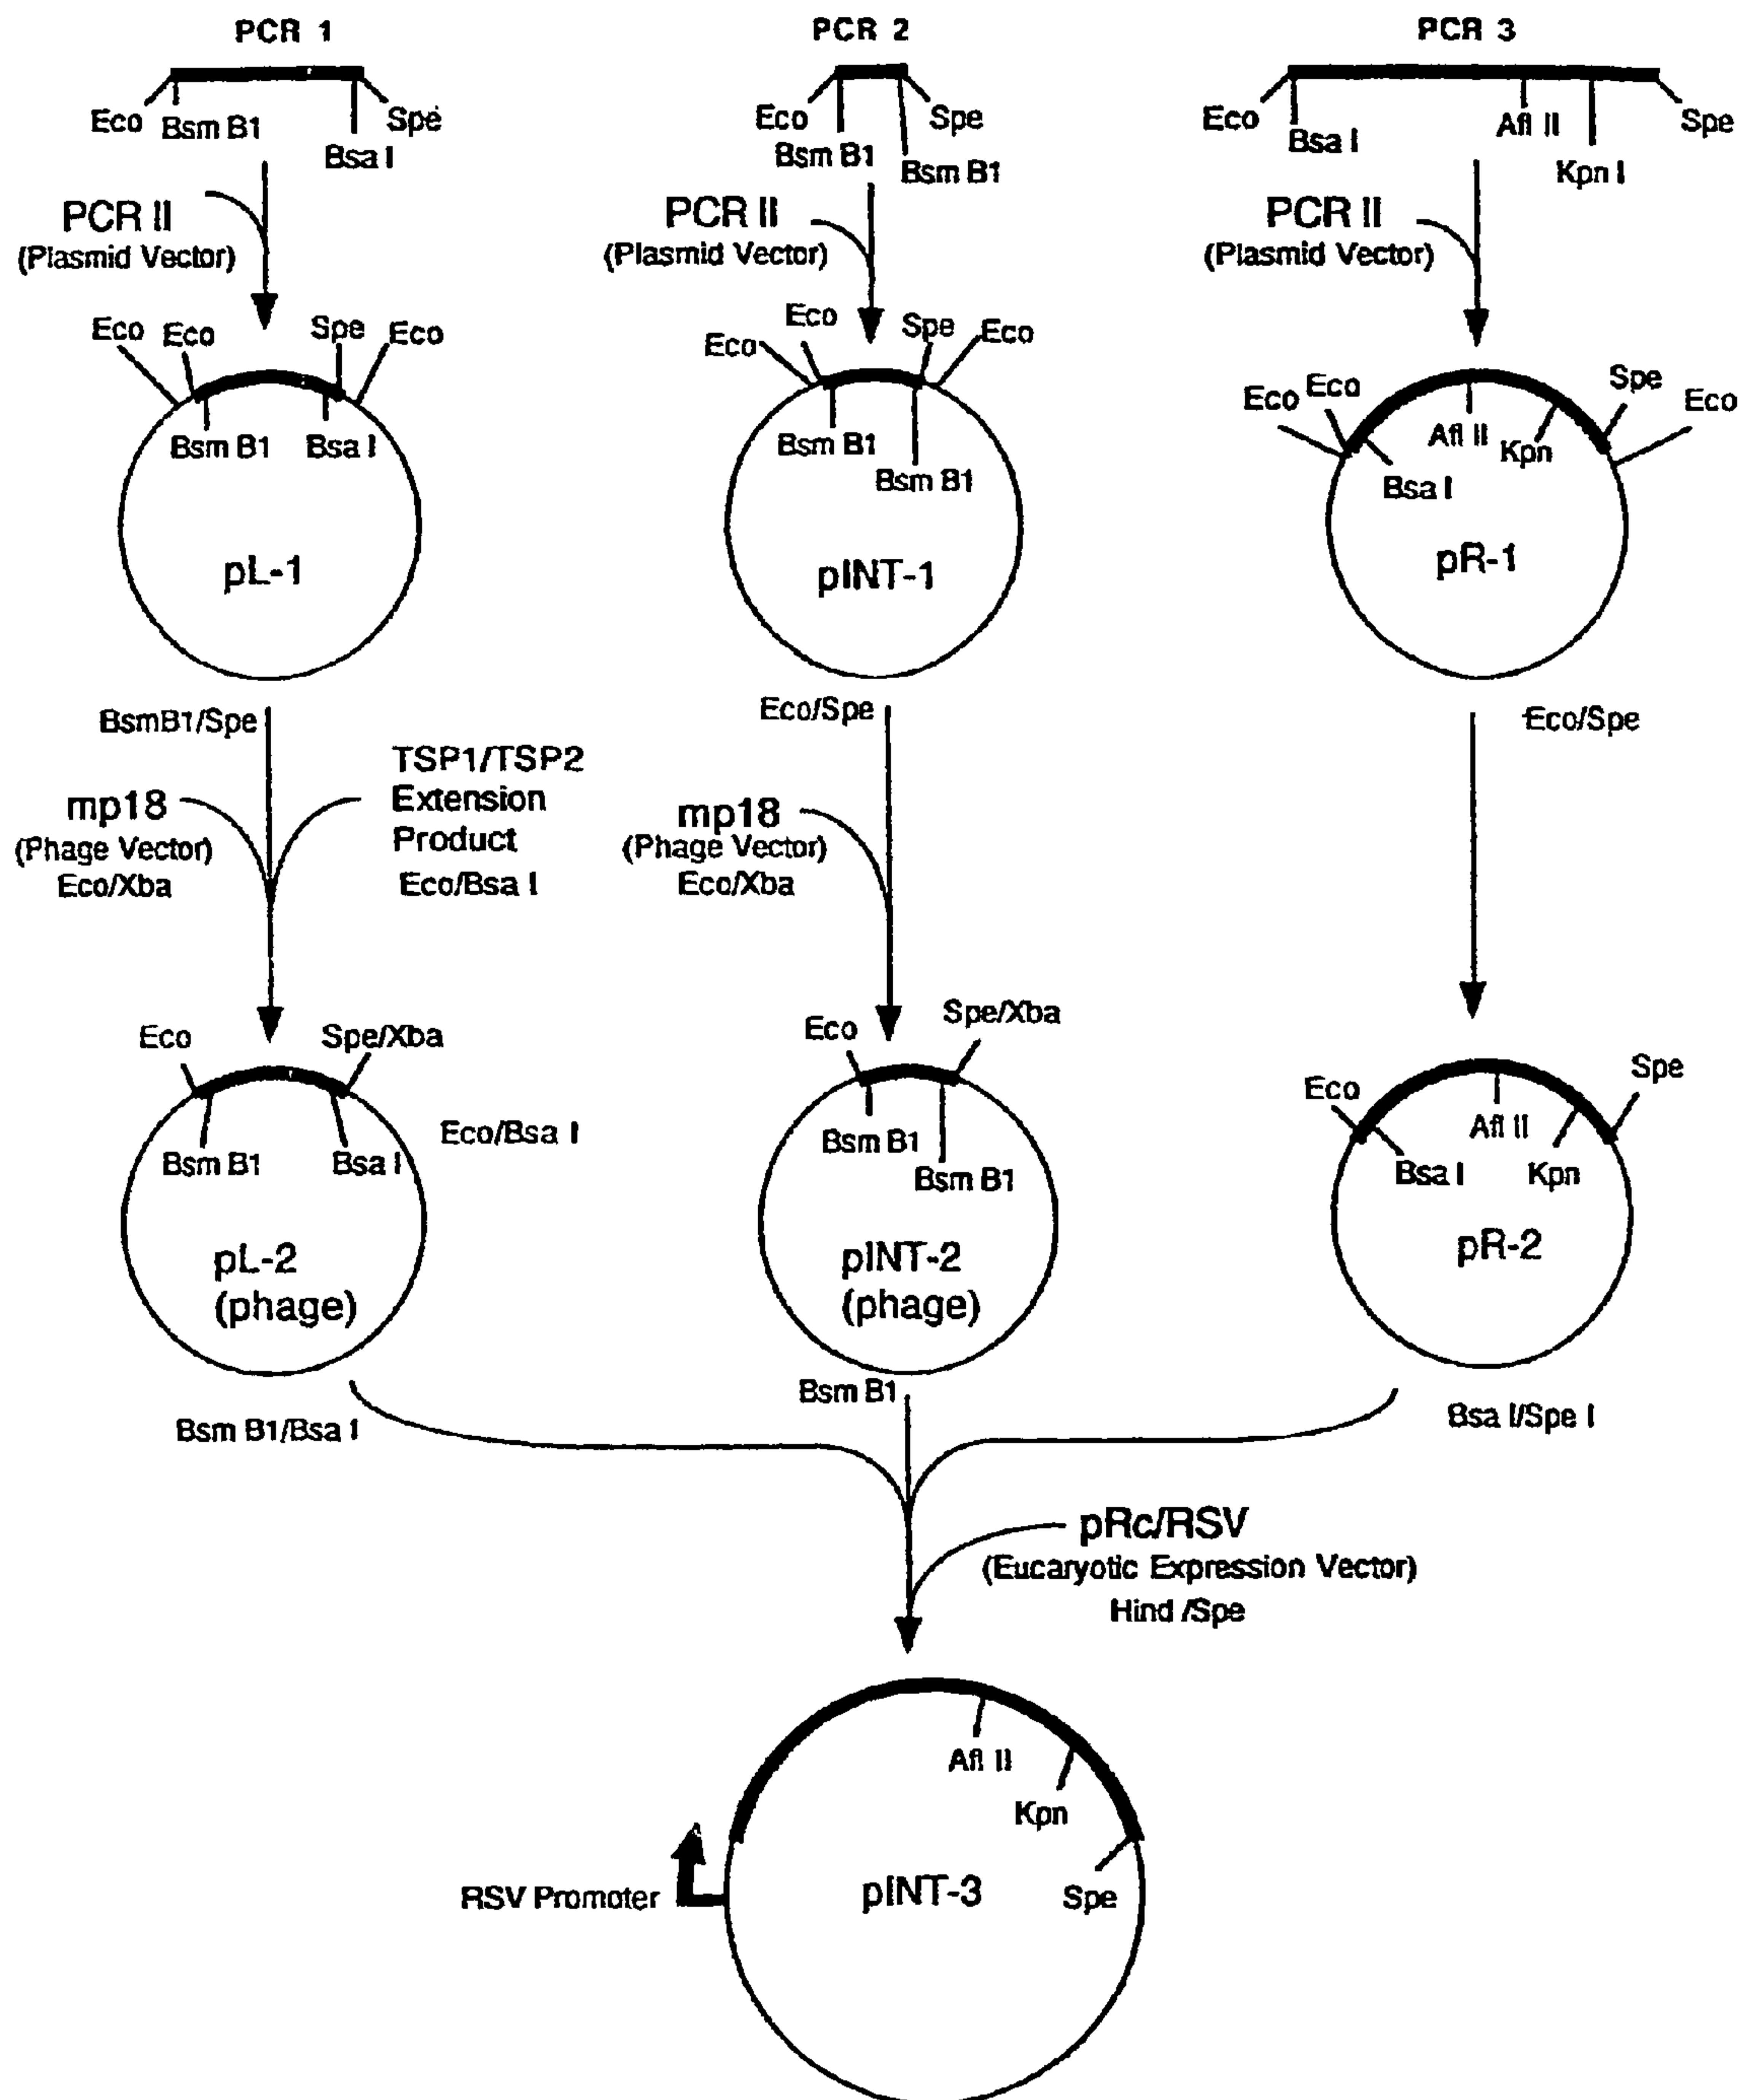 PCR 1
PCR 2
PCR 3
Eco
Bsm B1
Bsa I
Spe
Eco
Bsm B1
Bsm B1
Spe
Eco
Bsa I
Afl II
Kpn I
Spe
PCR II
(Plasmid Vector)
PCR II
(Plasmid Vector)
PCR II
(Plasmid Vector)
Eco
Eco
Spe
Eco
Bsm B1
Bsa I
pL-1
Eco
Eco
Spe
Eco
Bsm B1
Bsm B1
pINT-1
Eco
Eco
Spe
Eco
Afl II
Kpn
Bsa I
pR-1
BsmB1/Spe
mp18
(Phage Vector)
Eco/Xba
TSP1/TSP2
Extension
Product
Eco/Bsa I
Eco/Spe
mp18
(Phage Vector)
Eco/Xba
Eco/Spe
Eco
Spe/Xba
Bsm B1
Bsa I
Eco/Bsa I
pL-2
(phage)
Eco
Spe/Xba
Bsm B1
Bsm B1
pINT-2
(phage)
Eco
Spe
Afl II
Bsa I
Kpn
pR-2
Bsm B1/Bsa I
Bsm B1
Bsa I/Spe I
pRc/RSV
(Eucaryotic Expression Vector)
Hind /Spe
Afl II
Kpn
Spe
RSV Promoter
pINT-3